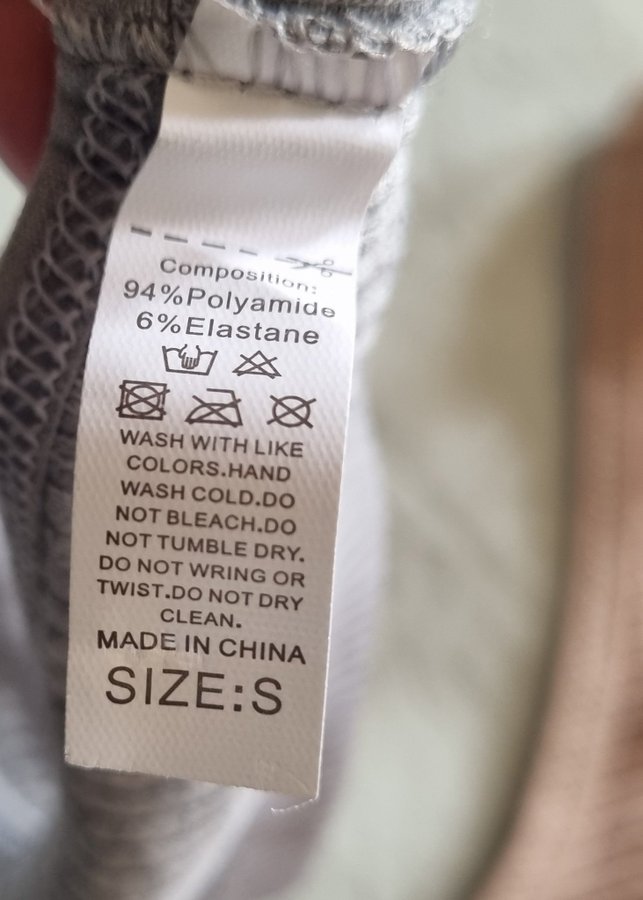 Composition:
94%Polyamide
6%Elastane
WASH WITH LIKE
COLORS.HAND
WASH COLD.DO
NOT BLEACH.DO
NOT TUMBLE DRY.
DO NOT WRING OR
TWIST.DO NOT DRY
CLEAN.
MADE IN CHINA
SIZE:S